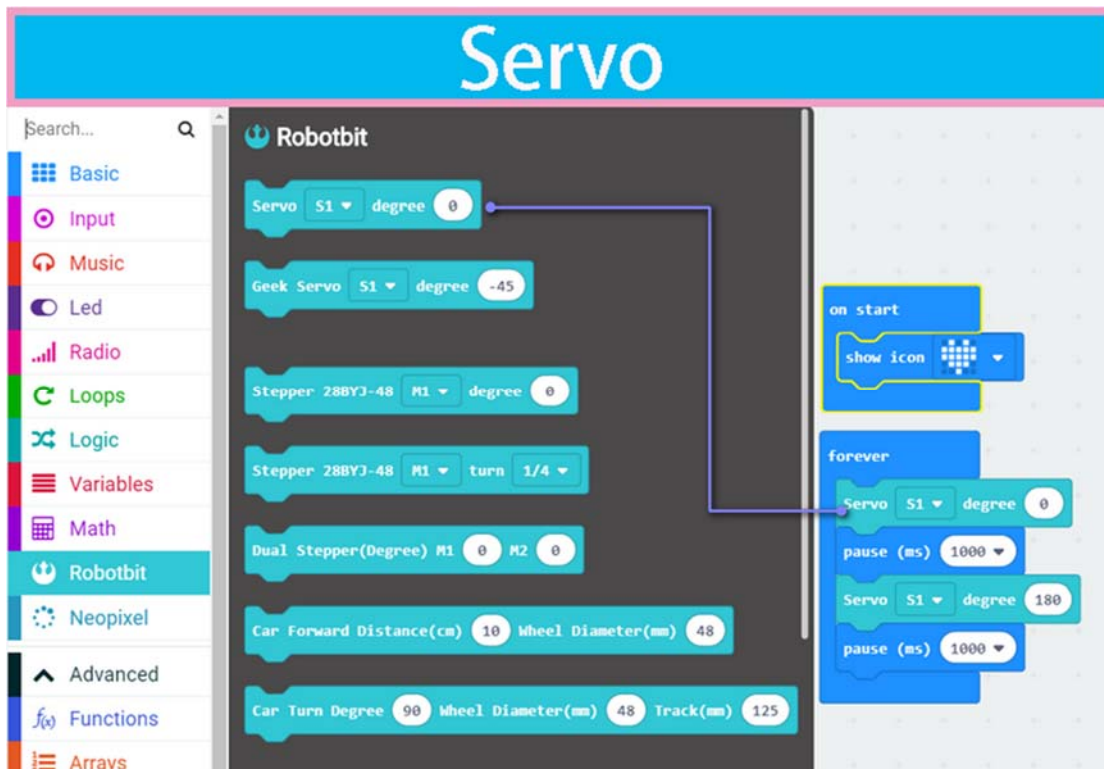 Servo
Search...
Basic
Input
Music
Led
Radio
Loops
Logic
Variables
Math
Robotbit
Neopixel
Advanced
f(x) Functions
Arrays
Robotbit
Servo S1 degree 0
Geek Servo S1 degree -45
Stepper 28BYJ-48 M1 degree 0
Stepper 28BYJ-48 M1 turn 1/4
Dual Stepper(Degree) M1 0 M2 0
Car Forward Distance(cm) 10 Wheel Diameter(mm) 48
Car Turn Degree 90 Wheel Diameter(mm) 48 Track(mm) 125
on start
show icon
forever
Servo S1 degree 0
pause (ms) 1000
Servo S1 degree 180
pause (ms) 1000